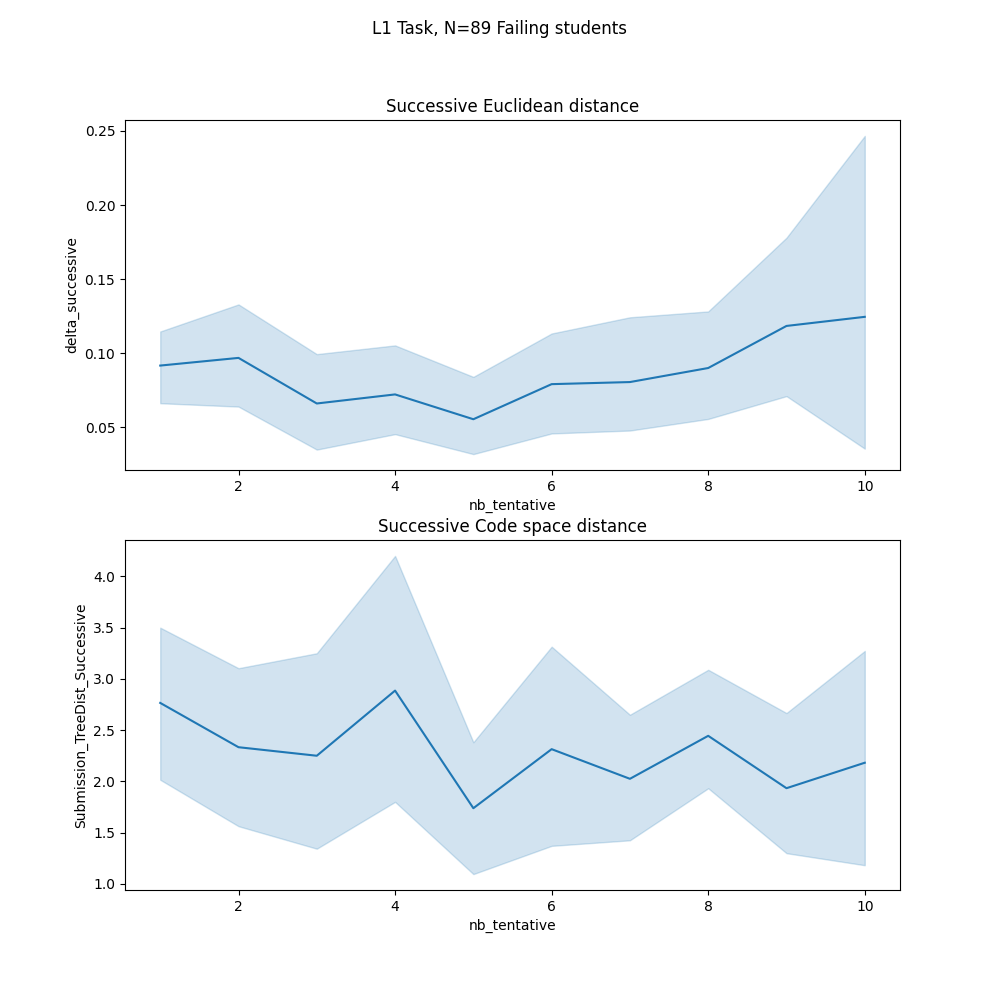 L1 Task, N=89 Failing students
Successive Euclidean distance
0.25
0.20
0.15
0.10
0.05
delta_successive
2 4 6 8 10
nb_tentative
Successive Code space distance
4.0
3.5
3.0
2.5
2.0
1.5
1.0
Submission_TreeDist_Successive
2 4 6 8 10
nb_tentative